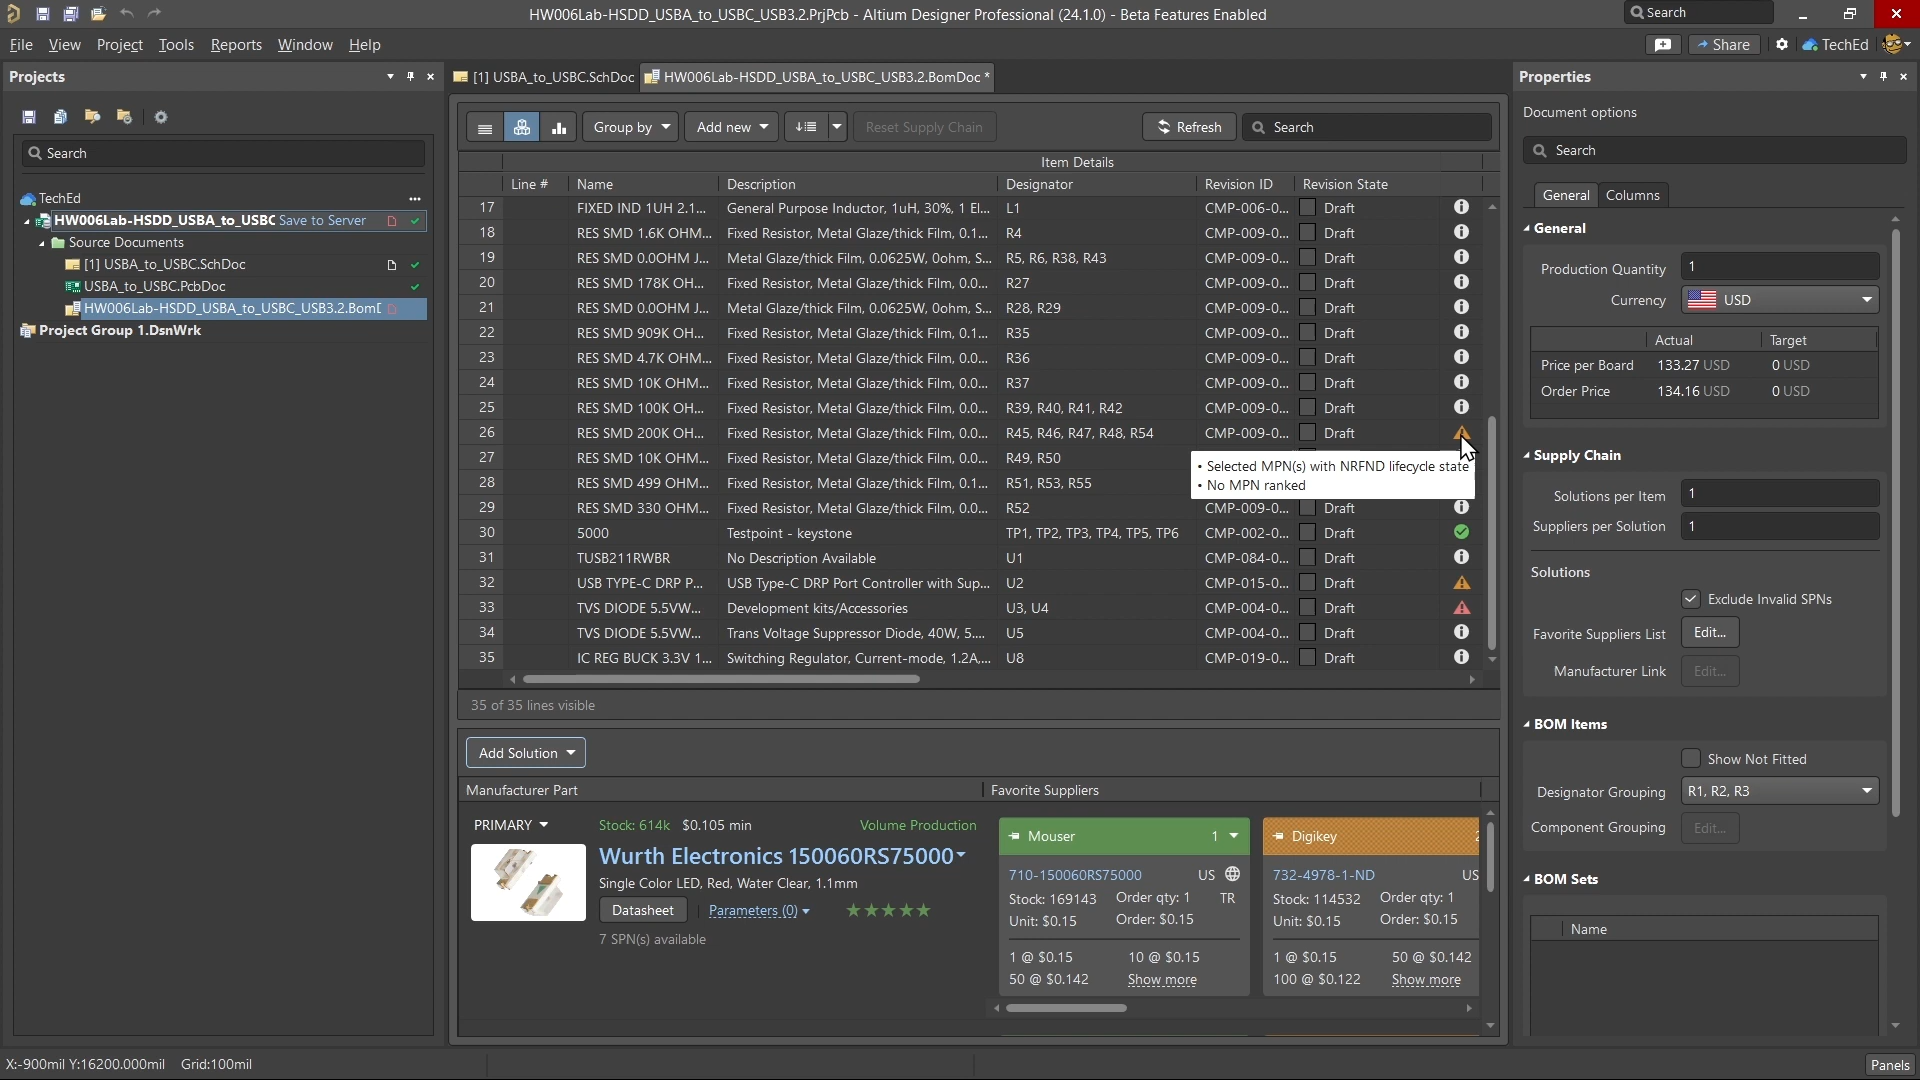 HW006Lab-HSDD_USBA_to_USBC_USB3.2.PrjPcb - Altium Designer Professional (24.1.0) - Beta Features Enabled
Search
File View Project Tools Reports Window Help
Share
TechEd
Projects
[1] USBA_to_USBC.SchDoc
HW006Lab-HSDD_USBA_to_USBC_USB3.2.BomDoc *
Search
TechEd
HW006Lab-HSDD_USBA_to_USBC Save to Server
Source Documents
[1] USBA_to_USBC.SchDoc
USBA_to_USBC.PcbDoc
HW006Lab-HSDD_USBA_to_USBC_USB3.2.Bom
Project Group 1.DsnWrk
Group by Add new Reset Supply Chain Refresh Search
Item Details
Line # Name Description Designator Revision ID Revision State
17 FIXED IND 1UH 2.1... General Purpose Inductor, 1uH, 30%, 1 El... L1 CMP-006-0... Draft
18 RES SMD 1.6K OHM... Fixed Resistor, Metal Glaze/thick Film, 0.1... R4 CMP-009-0... Draft
19 RES SMD 0.0OHM J... Metal Glaze/thick Film, 0.0625W, 0ohm, S... R5, R6, R38, R43 CMP-009-0... Draft
20 RES SMD 178K OH... Fixed Resistor, Metal Glaze/thick Film, 0.0... R27 CMP-009-0... Draft
21 RES SMD 0.0OHM J... Metal Glaze/thick Film, 0.0625W, 0ohm, S... R28, R29 CMP-009-0... Draft
22 RES SMD 909K OH... Fixed Resistor, Metal Glaze/thick Film, 0.1... R35 CMP-009-0... Draft
23 RES SMD 4.7K OHM... Fixed Resistor, Metal Glaze/thick Film, 0.0... R36 CMP-009-0... Draft
24 RES SMD 10K OHM... Fixed Resistor, Metal Glaze/thick Film, 0.0... R37 CMP-009-0... Draft
25 RES SMD 100K OH... Fixed Resistor, Metal Glaze/thick Film, 0.0... R39, R40, R41, R42 CMP-009-0... Draft
26 RES SMD 200K OH... Fixed Resistor, Metal Glaze/thick Film, 0.0... R45, R46, R47, R48, R54 CMP-009-0... Draft
27 RES SMD 10K OHM... Fixed Resistor, Metal Glaze/thick Film, 0.0... R49, R50
• Selected MPN(s) with NRFND lifecycle state
• No MPN ranked
28 RES SMD 499 OHM... Fixed Resistor, Metal Glaze/thick Film, 0.1... R51, R53, R55
29 RES SMD 330 OHM... Fixed Resistor, Metal Glaze/thick Film, 0.0... R52 CMP-009-0... Draft
30 5000 Testpoint - keystone TP1, TP2, TP3, TP4, TP5, TP6 CMP-002-0... Draft
31 TUSB211RWBR No Description Available U1 CMP-084-0... Draft
32 USB TYPE-C DRP P... USB Type-C DRP Port Controller with Sup... U2 CMP-015-0... Draft
33 TVS DIODE 5.5VW... Development kits/Accessories U3, U4 CMP-004-0... Draft
34 TVS DIODE 5.5VW... Trans Voltage Suppressor Diode, 40W, 5.... U5 CMP-004-0... Draft
35 IC REG BUCK 3.3V 1... Switching Regulator, Current-mode, 1.2A,... U8 CMP-019-0... Draft
35 of 35 lines visible
Add Solution
Manufacturer Part Favorite Suppliers
PRIMARY Stock: 614k $0.105 min Volume Production
Wurth Electronics 150060RS75000
Single Color LED, Red, Water Clear, 1.1mm
Datasheet Parameters (0)
7 SPN(s) available
Mouser 1
710-150060RS75000 US
Stock: 169143 Order qty: 1 TR
Unit: $0.15 Order: $0.15
1 @ $0.15 10 @ $0.15
50 @ $0.142 Show more
Digikey 2
732-4978-1-ND US
Stock: 114532 Order qty: 1
Unit: $0.15 Order: $0.15
1 @ $0.15 50 @ $0.142
100 @ $0.122 Show more
Properties
Document options
Search
General Columns
General
Production Quantity 1
Currency USD
Actual Target
Price per Board 133.27 USD 0 USD
Order Price 134.16 USD 0 USD
Supply Chain
Solutions per Item 1
Suppliers per Solution 1
Solutions
Exclude Invalid SPNs
Favorite Suppliers List Edit...
Manufacturer Link Edit...
BOM Items
Show Not Fitted
Designator Grouping R1, R2, R3
Component Grouping Edit...
BOM Sets
Name
X:-900mil Y:16200.000mil Grid:100mil
Panels